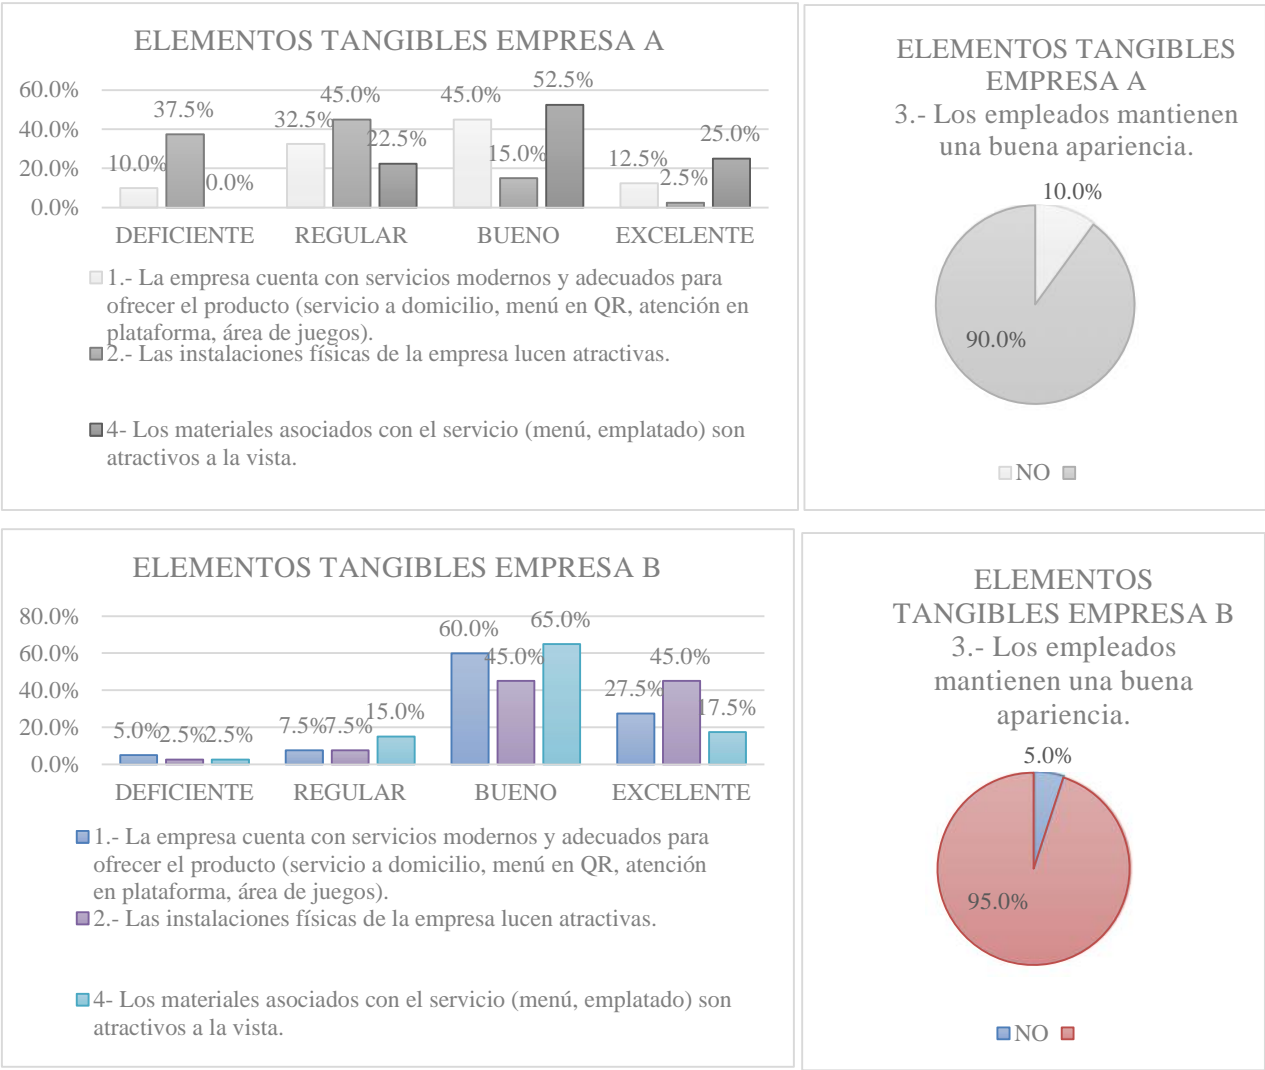 ELEMENTOS TANGIBLES EMPRESA A
60.0%
40.0%
20.0%
0.0%
10.0%
37.5%
0.0%
32.5%
45.0%
22.5%
45.0%
15.0%
52.5%
12.5%
2.5%
25.0%
DEFICIENTE REGULAR BUENO EXCELENTE
1.- La empresa cuenta con servicios modernos y adecuados para
ofrecer el producto (servicio a domicilio, menú en QR, atención en
plataforma, área de juegos).
2.- Las instalaciones físicas de la empresa lucen atractivas.
4- Los materiales asociados con el servicio (menú, emplatado) son
atractivos a la vista.
ELEMENTOS TANGIBLES
EMPRESA A
3.- Los empleados mantienen
una buena apariencia.
10.0%
90.0%
NO
ELEMENTOS TANGIBLES EMPRESA B
80.0%
60.0%
40.0%
20.0%
0.0%
5.0%
2.5%
2.5%
7.5%
7.5%
15.0%
60.0%
45.0%
65.0%
27.5%
45.0%
17.5%
DEFICIENTE REGULAR BUENO EXCELENTE
1.- La empresa cuenta con servicios modernos y adecuados para
ofrecer el producto (servicio a domicilio, menú en QR, atención
en plataforma, área de juegos).
2.- Las instalaciones físicas de la empresa lucen atractivas.
4- Los materiales asociados con el servicio (menú, emplatado) son
atractivos a la vista.
ELEMENTOS
TANGIBLES EMPRESA B
3.- Los empleados
mantienen una buena
apariencia.
5.0%
95.0%
NO